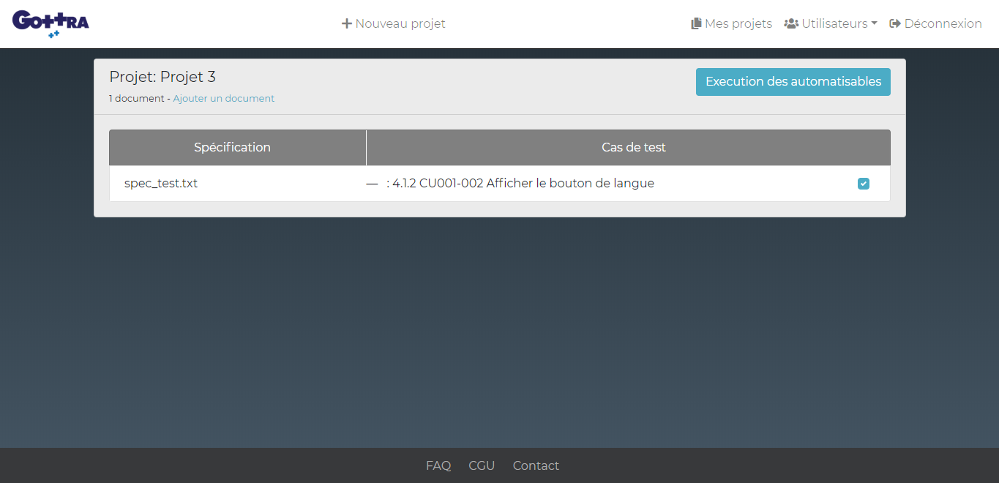 Gottra
Nouveau projet
Mes projets
Utilisateurs
Déconnexion
Projet: Projet 3
1 document - Ajouter un document
Execution des automatisables
Spécification
Cas de test
spec_test.txt
— : 4.1.2 CU001-002 Afficher le bouton de langue
FAQ CGU Contact